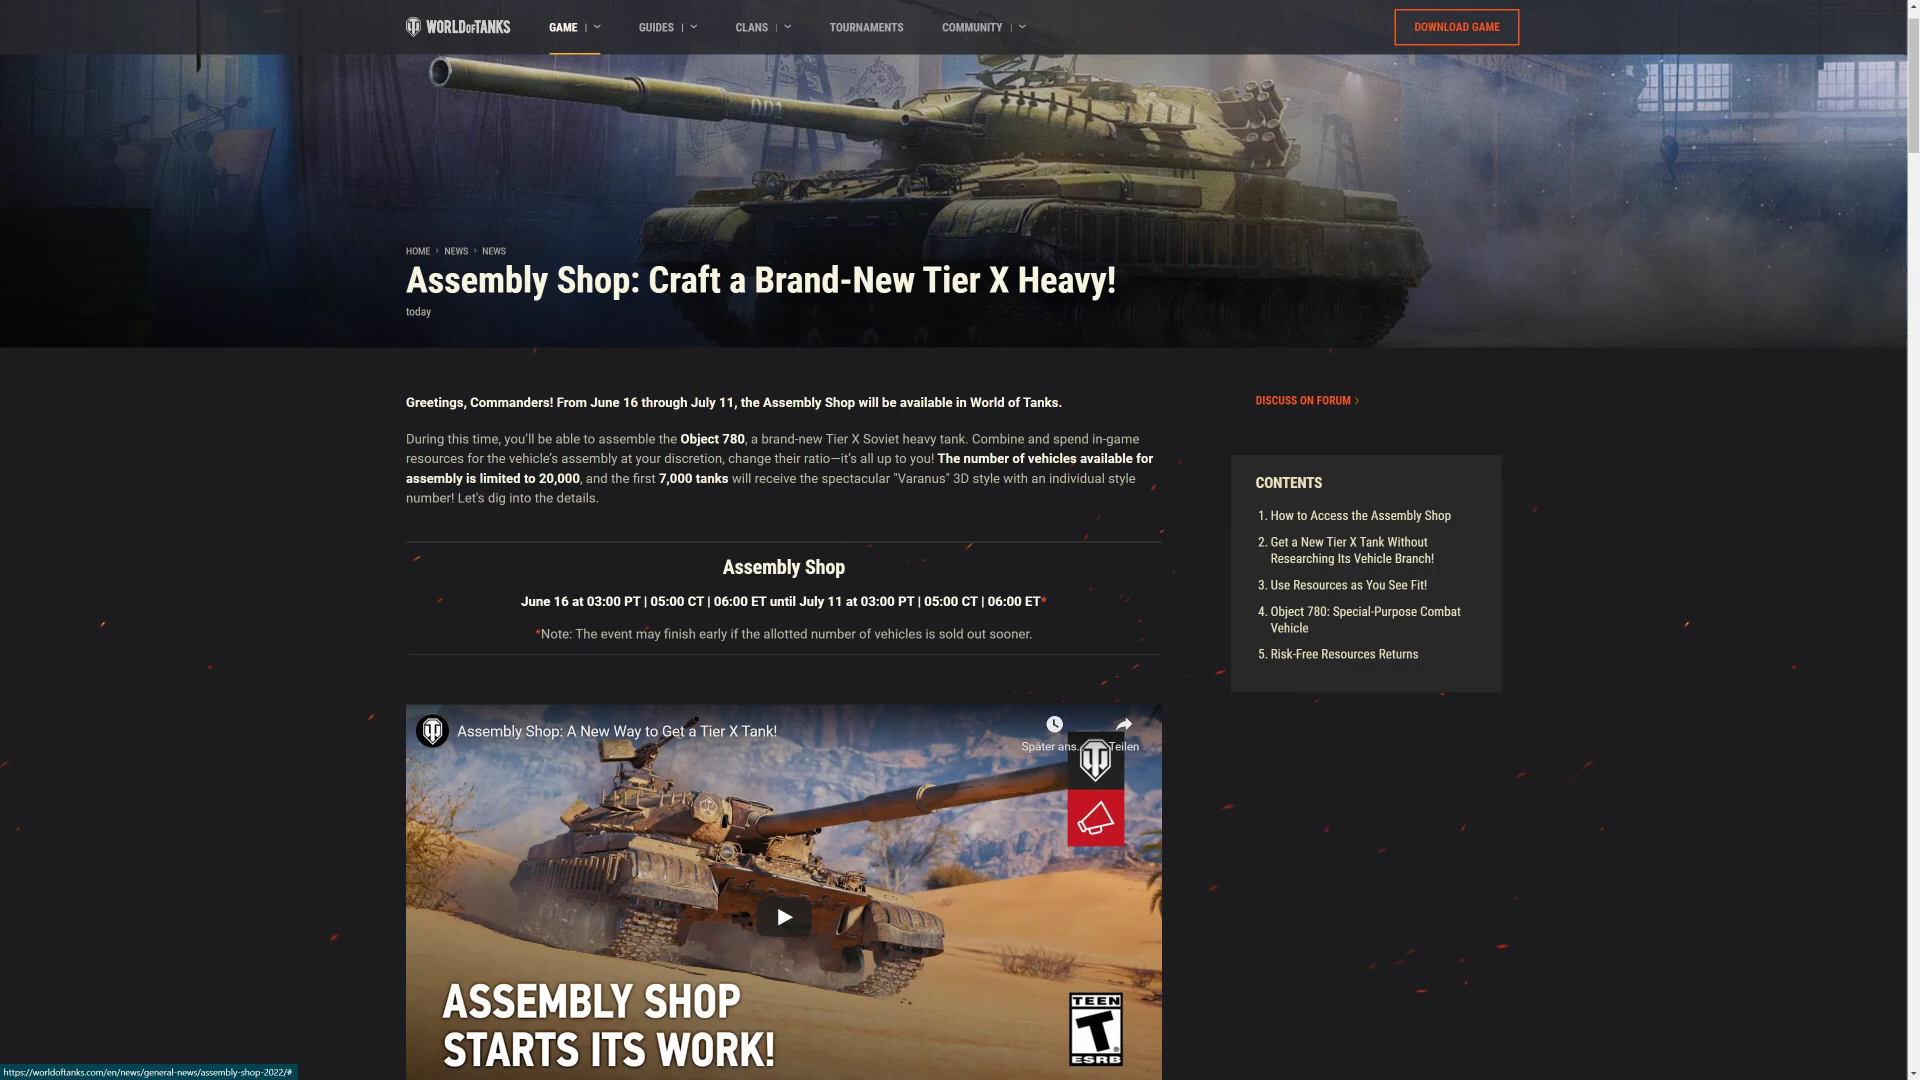 WORLD OF TANKS
GAME
GUIDES
CLANS
TOURNAMENTS
COMMUNITY
DOWNLOAD GAME
HOME › NEWS › NEWS
Assembly Shop: Craft a Brand-New Tier X Heavy!
today
Greetings, Commanders! From June 16 through July 11, the Assembly Shop will be available in World of Tanks.
During this time, you'll be able to assemble the Object 780, a brand-new Tier X Soviet heavy tank. Combine and spend in-game
resources for the vehicle's assembly at your discretion, change their ratio—it's all up to you! The number of vehicles available for
assembly is limited to 20,000, and the first 7,000 tanks will receive the spectacular "Varanus" 3D style with an individual style
number! Let's dig into the details.
Assembly Shop
June 16 at 03:00 PT | 05:00 CT | 06:00 ET until July 11 at 03:00 PT | 05:00 CT | 06:00 ET*
*Note: The event may finish early if the allotted number of vehicles is sold out sooner.
DISCUSS ON FORUM ›
CONTENTS
1. How to Access the Assembly Shop
2. Get a New Tier X Tank Without
Researching Its Vehicle Branch!
3. Use Resources as You See Fit!
4. Object 780: Special-Purpose Combat
Vehicle
5. Risk-Free Resources Returns
Assembly Shop: A New Way to Get a Tier X Tank!
Später ans...
Teilen
ASSEMBLY SHOP
STARTS ITS WORK!
TEEN
T
ESRB
https://worldoftanks.com/en/news/general-news/assembly-shop-2022/#